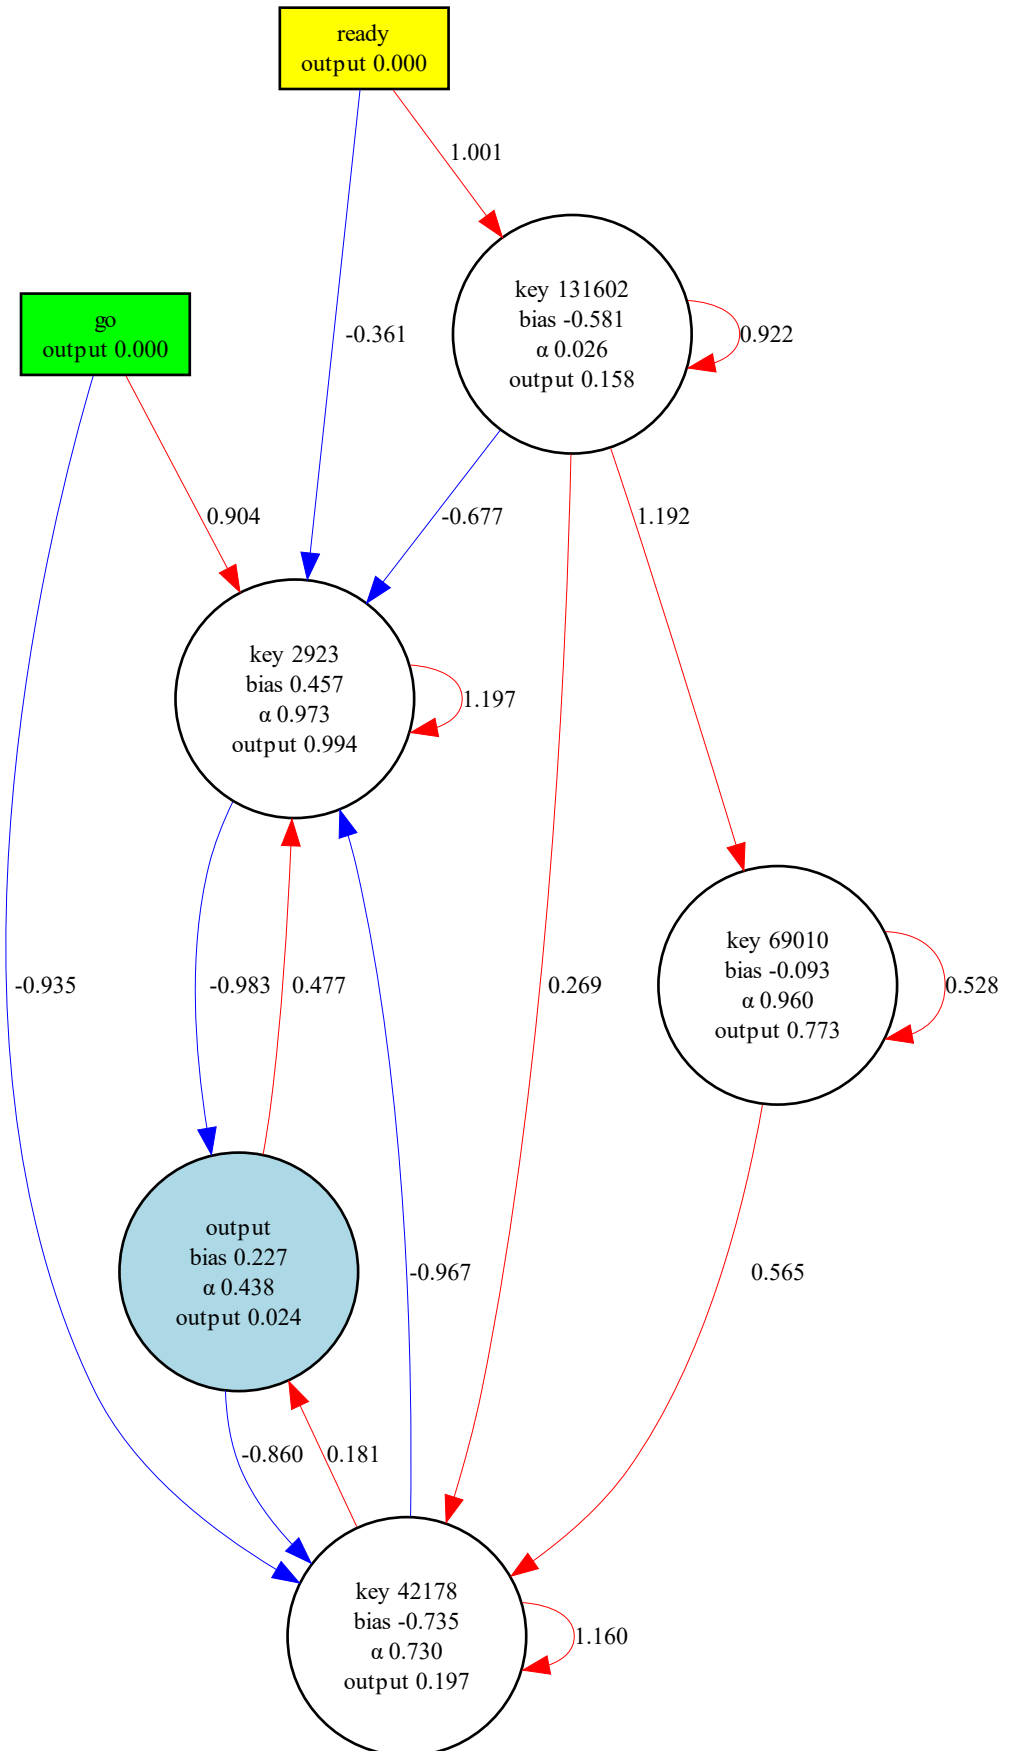 ready
output 0.000
1.001
key 131602
bias -0.581
α 0.026
output 0.158
0.922
go
output 0.000
-0.361
0.904
-0.677
1.192
key 2923
bias 0.457
α 0.973
output 0.994
1.197
key 69010
bias -0.093
α 0.960
output 0.773
0.528
-0.935
-0.983
0.477
0.269
output
bias 0.227
α 0.438
output 0.024
-0.967
0.565
-0.860
0.181
key 42178
bias -0.735
α 0.730
output 0.197
1.160